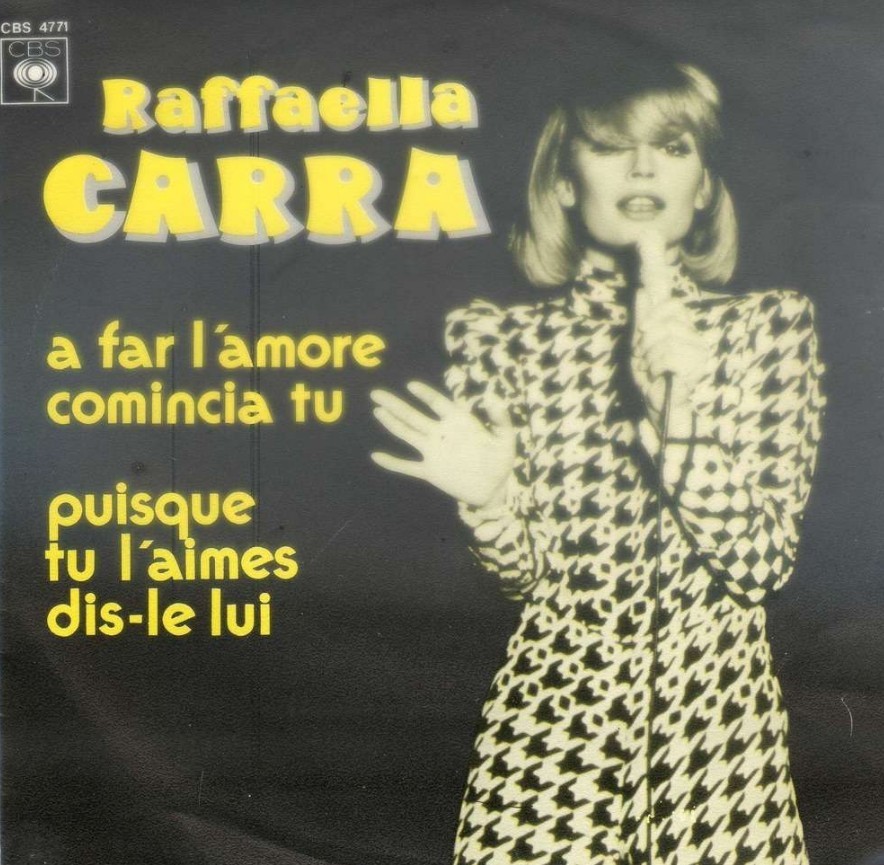 CBS 4771
CBS
Raffaella
CARRA
a far l´amore
comincia tu
puisque
tu l´aimes
dis-le lui